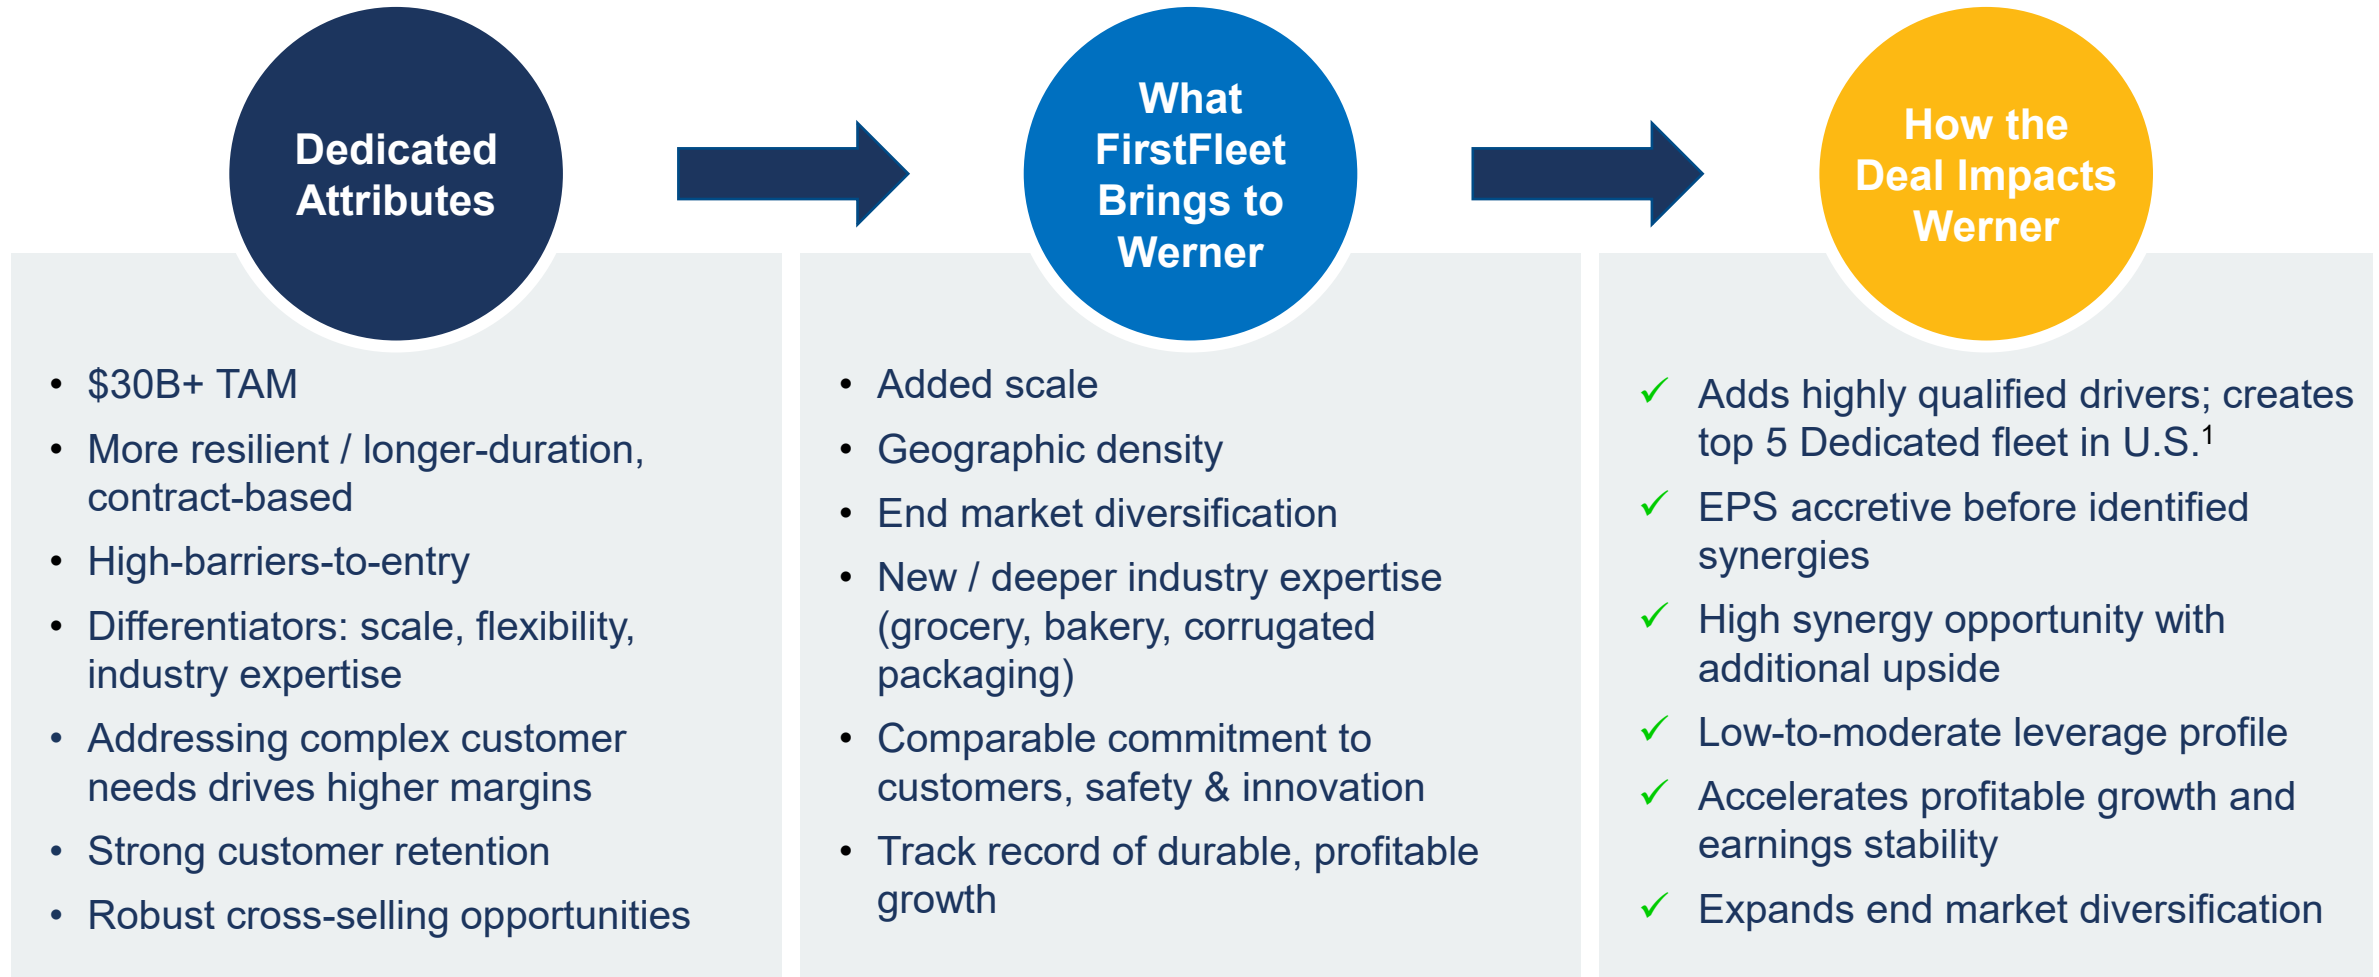 Dedicated
Attributes
What
FirstFleet
Brings to
Werner
How the
Deal Impacts
Werner
• $30B+ TAM
• More resilient / longer-duration,
contract-based
• High-barriers-to-entry
• Differentiators: scale, flexibility,
industry expertise
• Addressing complex customer
needs drives higher margins
• Strong customer retention
• Robust cross-selling opportunities
• Added scale
• Geographic density
• End market diversification
• New / deeper industry expertise
(grocery, bakery, corrugated
packaging)
• Comparable commitment to
customers, safety & innovation
• Track record of durable, profitable
growth
✓ Adds highly qualified drivers; creates
top 5 Dedicated fleet in U.S.¹
✓ EPS accretive before identified
synergies
✓ High synergy opportunity with
additional upside
✓ Low-to-moderate leverage profile
✓ Accelerates profitable growth and
earnings stability
✓ Expands end market diversification